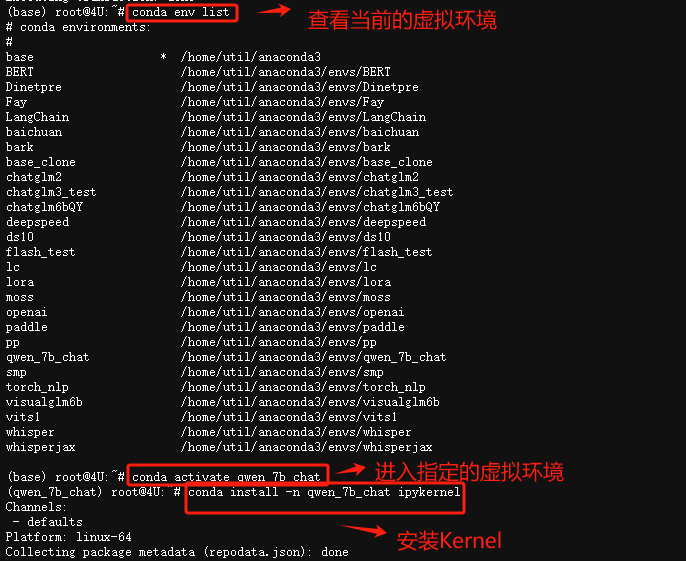 (base) root@4U:~# conda env list
查看当前的虚拟环境
# conda environments:
#
base * /home/util/anaconda3
BERT /home/util/anaconda3/envs/BERT
Dinetpre /home/util/anaconda3/envs/Dinetpre
Fay /home/util/anaconda3/envs/Fay
LangChain /home/util/anaconda3/envs/LangChain
baichuan /home/util/anaconda3/envs/baichuan
bark /home/util/anaconda3/envs/bark
base_clone /home/util/anaconda3/envs/base_clone
chatglm2 /home/util/anaconda3/envs/chatglm2
chatglm3_test /home/util/anaconda3/envs/chatglm3_test
chatglm6bQY /home/util/anaconda3/envs/chatglm6bQY
deepspeed /home/util/anaconda3/envs/deepspeed
ds10 /home/util/anaconda3/envs/ds10
flash_test /home/util/anaconda3/envs/flash_test
lc /home/util/anaconda3/envs/lc
lora /home/util/anaconda3/envs/lora
moss /home/util/anaconda3/envs/moss
openai /home/util/anaconda3/envs/openai
paddle /home/util/anaconda3/envs/paddle
pp /home/util/anaconda3/envs/pp
qwen_7b_chat /home/util/anaconda3/envs/qwen_7b_chat
smp /home/util/anaconda3/envs/smp
torch_nlp /home/util/anaconda3/envs/torch_nlp
visualglm6b /home/util/anaconda3/envs/visualglm6b
vits1 /home/util/anaconda3/envs/vits1
whisper /home/util/anaconda3/envs/whisper
whisperjax /home/util/anaconda3/envs/whisperjax
(base) root@4U:~# conda activate qwen_7b_chat
进入指定的虚拟环境
(qwen_7b_chat) root@4U:~# conda install -n qwen_7b_chat ipykernel
Channels:
- defaults
安装Kernel
Platform: linux-64
Collecting package metadata (repodata.json): done